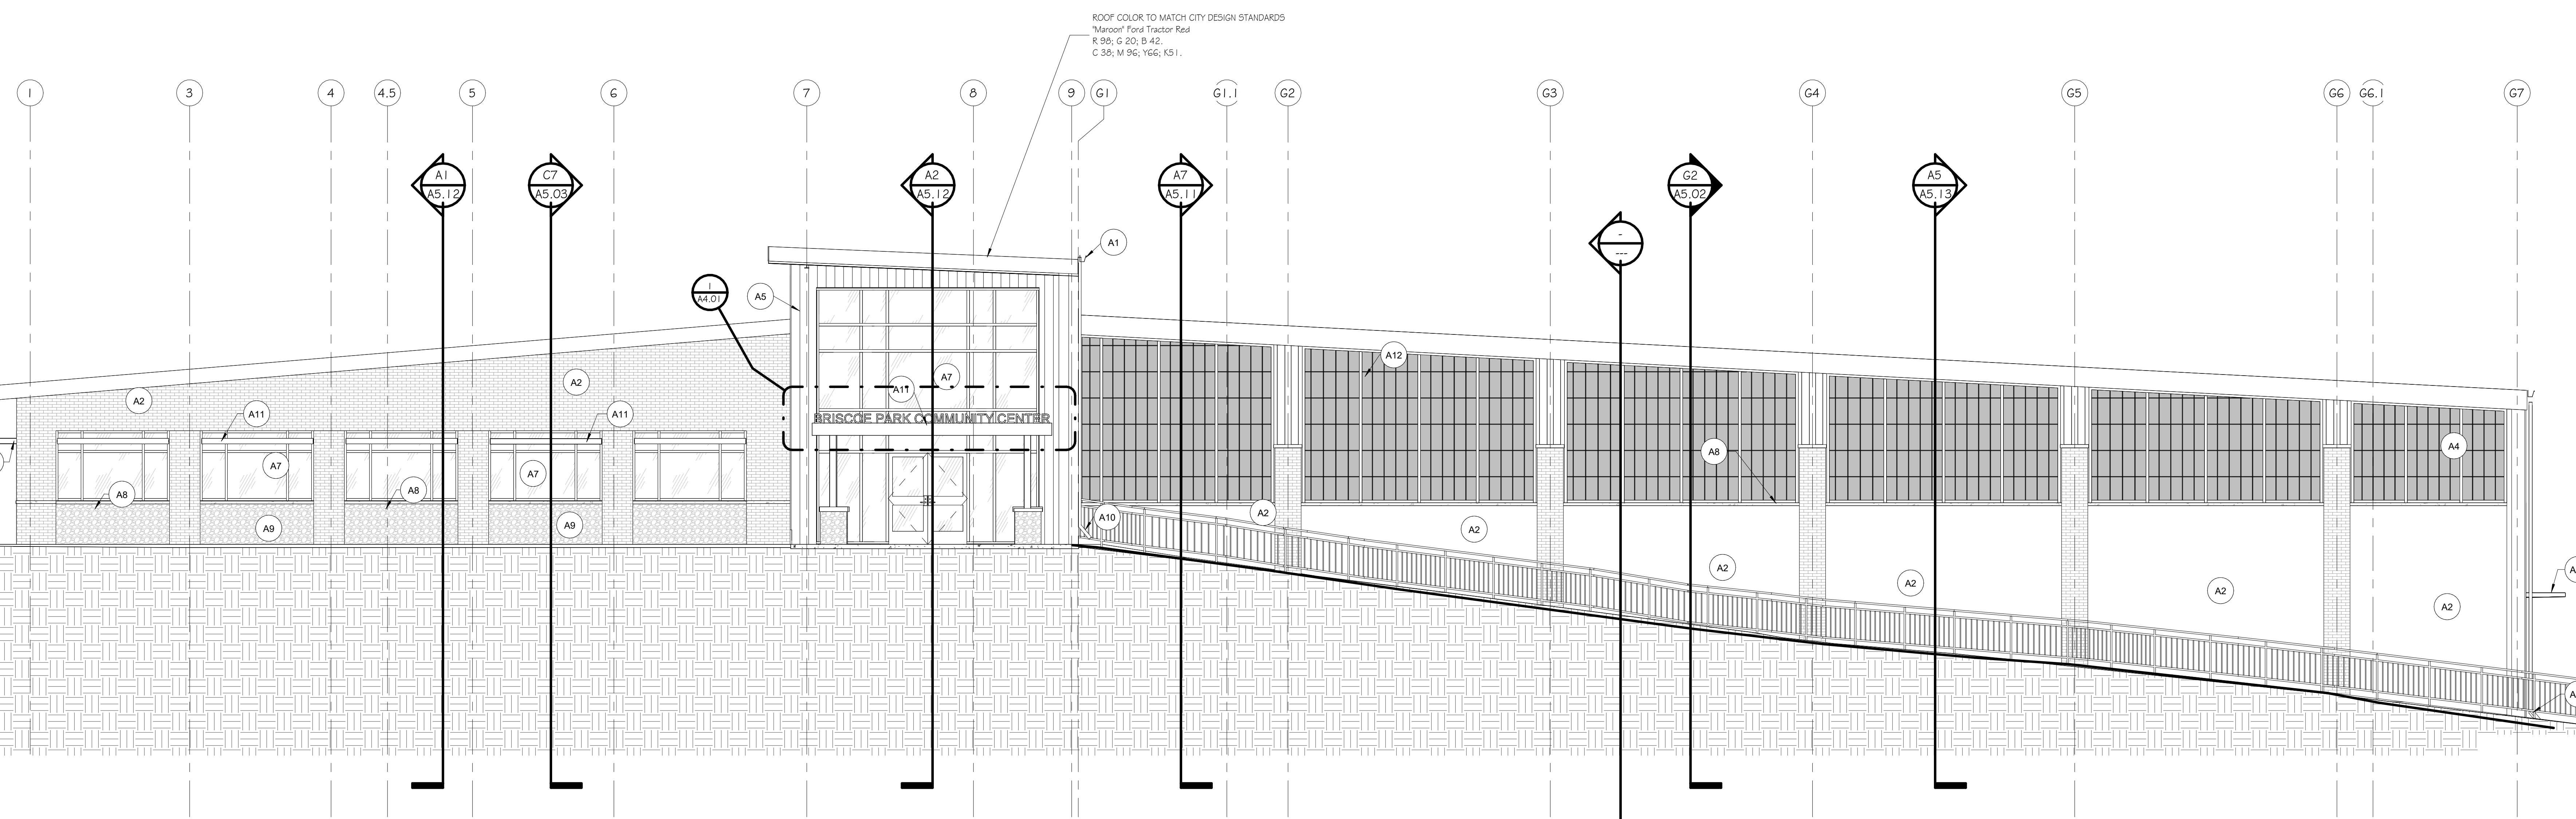 ROOF COLOR TO MATCH CITY DESIGN STANDARDS
"Maroon" Ford Tractor Red
R 98; G 20; B 42.
C 38; M 96; Y66; K51.
1 3 4 4.5 5 6 7 8 9 G1 G1.1 G2 G3 G4 G5 G6 G6.1 G7
A1
A5.12
C7
A5.03
A2
A5.12
A7
A5.11
G2
A5.02
A5
A5.13
-
---
A1
1
A4.01
A5
A12
A7
A11
A2
A2
A11
A11
BRISCOE PARK COMMUNITY CENTER
A4
A8
A7
A7
A8
A8
A9
A9
A10
A2
A2
A2
A2
A2
A2